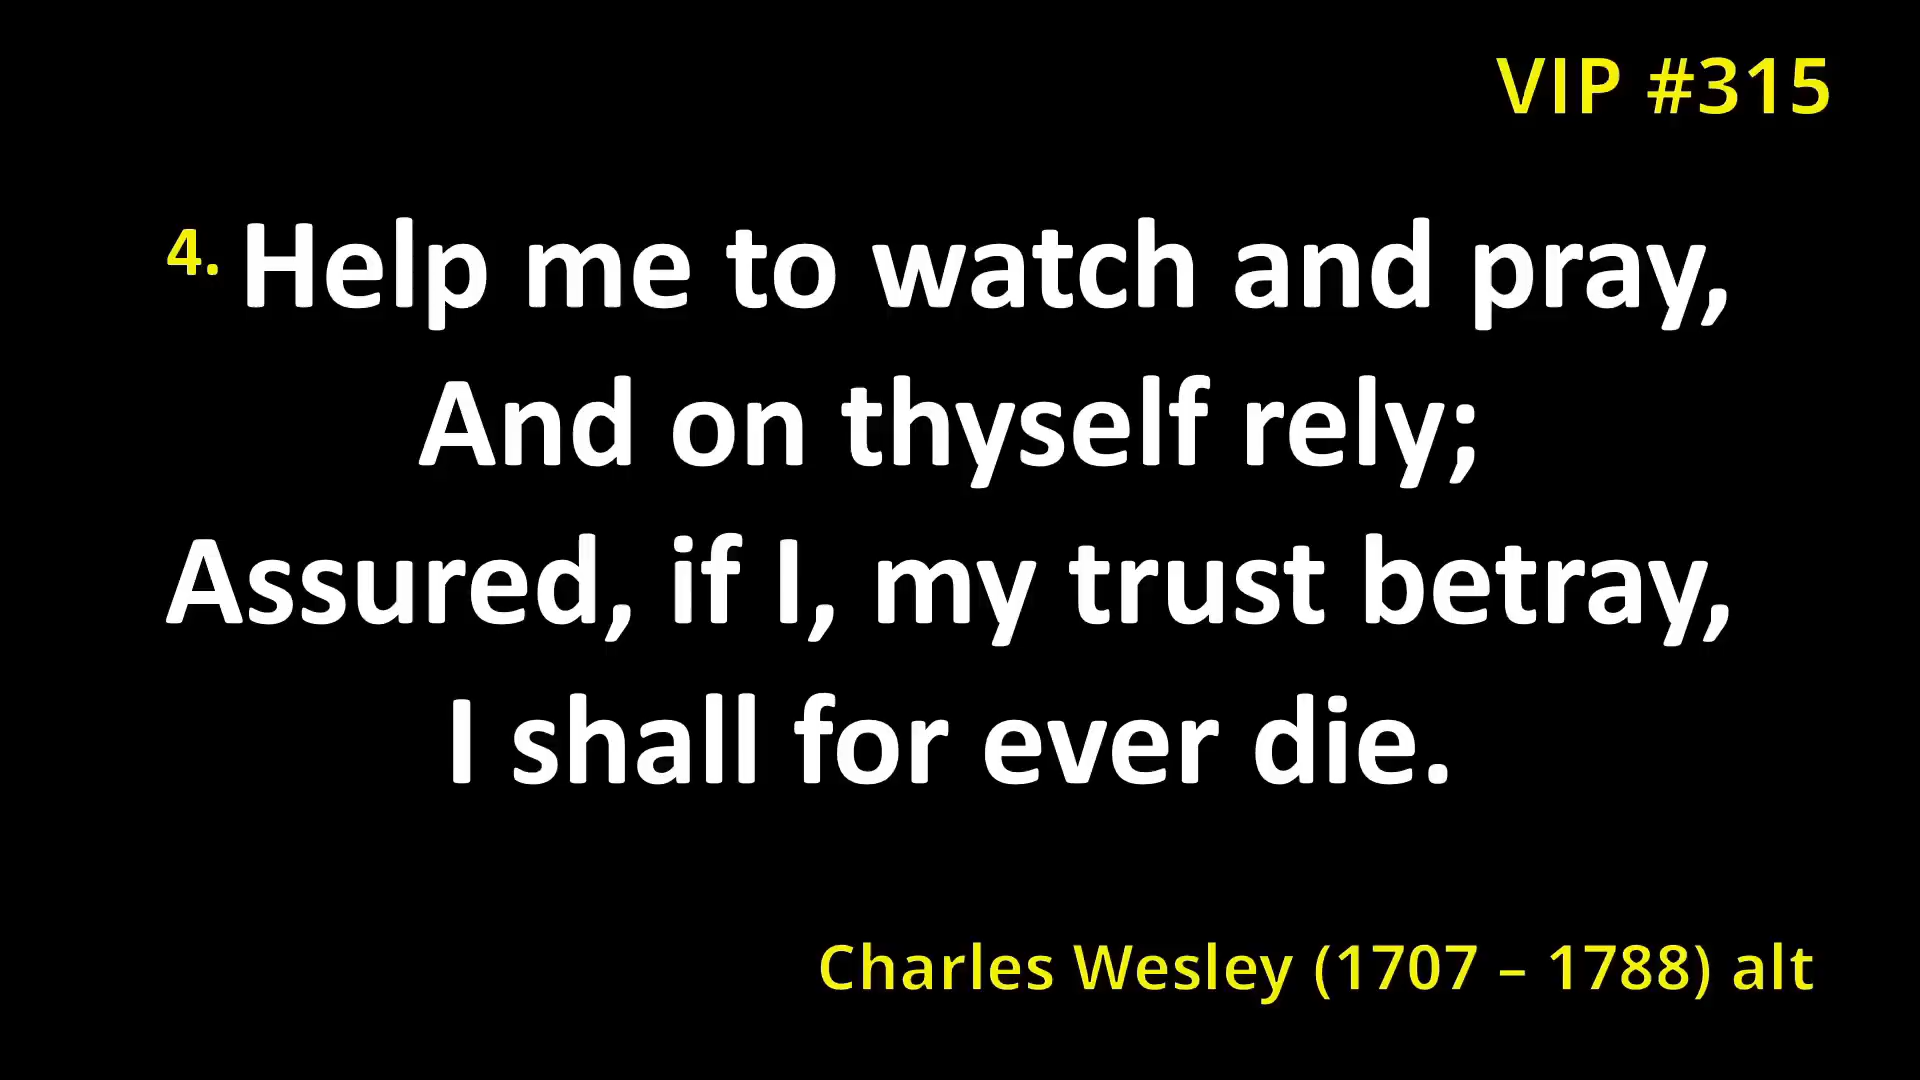 VIP #315
4. Help me to watch and pray,
And on thyself rely;
Assured, if I, my trust betray,
I shall for ever die.
Charles Wesley (1707 – 1788) alt